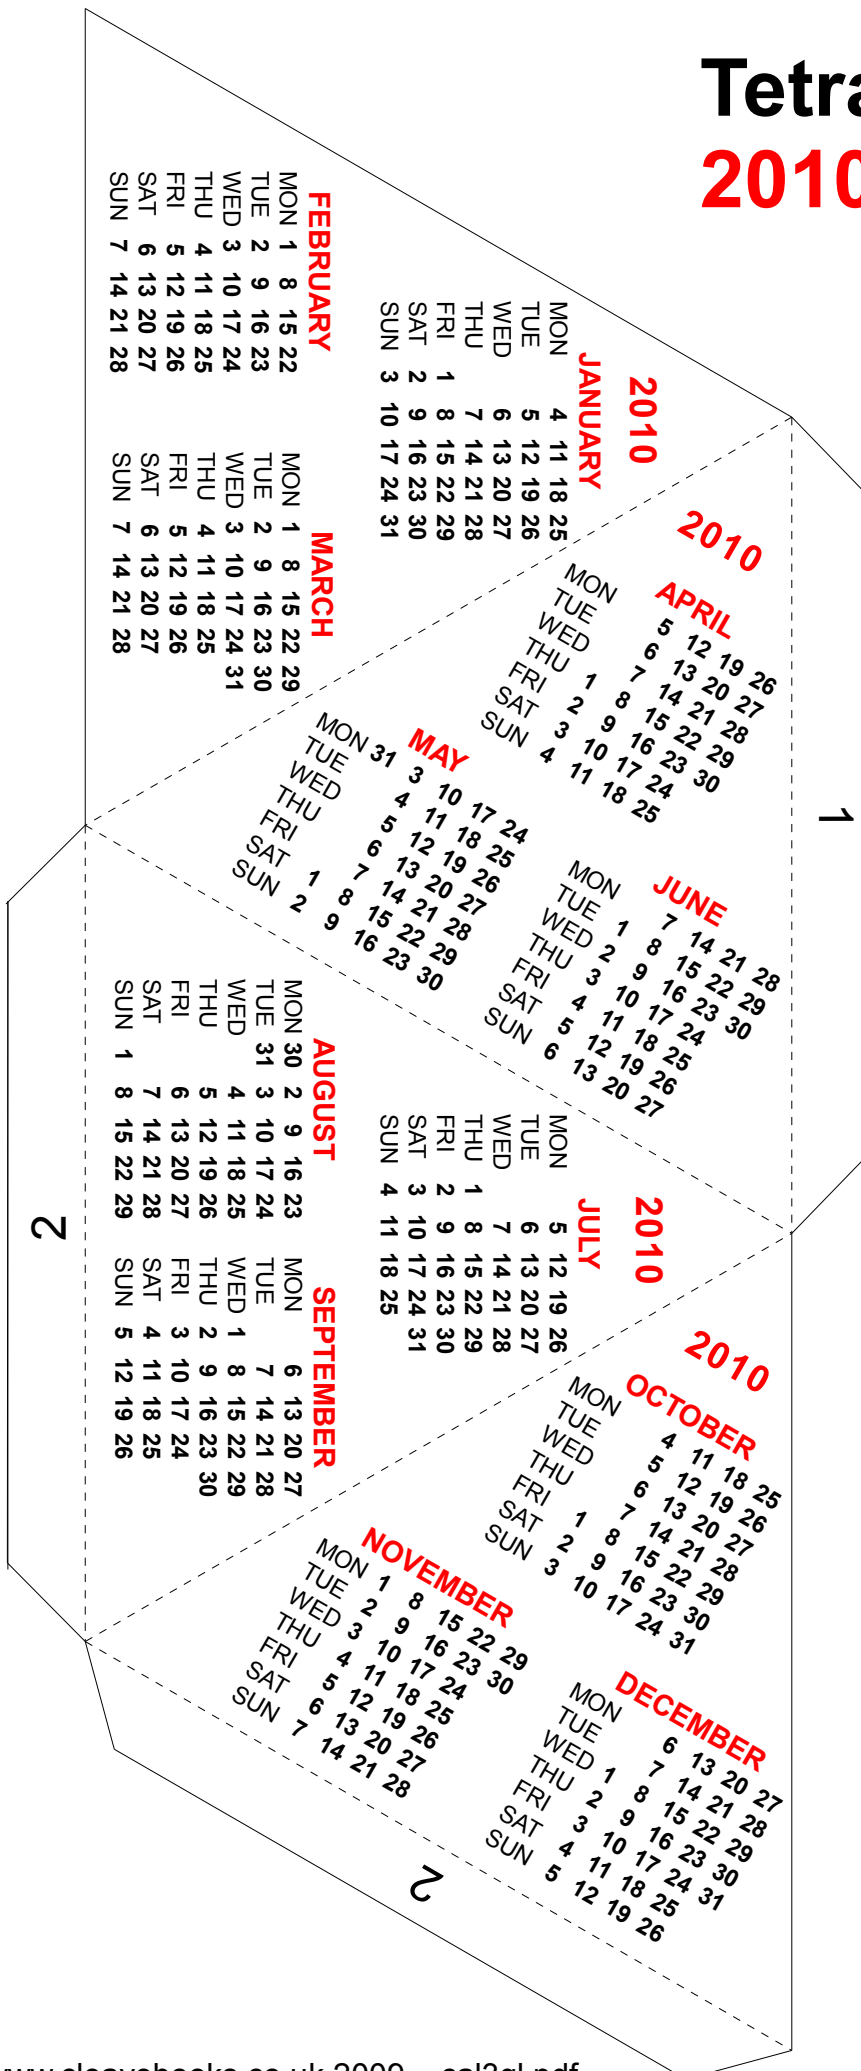 Tetra
2010
2010
JANUARY
MON 4 11 18 25
TUE 5 12 19 26
WED 6 13 20 27
THU 7 14 21 28
FRI 1 8 15 22 29
SAT 2 9 16 23 30
SUN 3 10 17 24 31
FEBRUARY
MON 1 8 15 22
TUE 2 9 16 23
WED 3 10 17 24
THU 4 11 18 25
FRI 5 12 19 26
SAT 6 13 20 27
SUN 7 14 21 28
MARCH
MON 1 8 15 22 29
TUE 2 9 16 23 30
WED 3 10 17 24 31
THU 4 11 18 25
FRI 5 12 19 26
SAT 6 13 20 27
SUN 7 14 21 28
2010
APRIL
MON 5 12 19 26
TUE 6 13 20 27
WED 7 14 21 28
THU 1 8 15 22 29
FRI 2 9 16 23 30
SAT 3 10 17 24
SUN 4 11 18 25
MAY
MON 31 3 10 17 24
TUE 4 11 18 25
WED 5 12 19 26
THU 6 13 20 27
FRI 7 14 21 28
SAT 1 8 15 22 29
SUN 2 9 16 23 30
JUNE
MON 7 14 21 28
TUE 1 8 15 22 29
WED 2 9 16 23 30
THU 3 10 17 24
FRI 4 11 18 25
SAT 5 12 19 26
SUN 6 13 20 27
1
2010
JULY
MON 5 12 19 26
TUE 6 13 20 27
WED 7 14 21 28
THU 1 8 15 22 29
FRI 2 9 16 23 30
SAT 3 10 17 24 31
SUN 4 11 18 25
AUGUST
MON 30 2 9 16 23
TUE 31 3 10 17 24
WED 4 11 18 25
THU 5 12 19 26
FRI 6 13 20 27
SAT 7 14 21 28
SUN 1 8 15 22 29
SEPTEMBER
MON 6 13 20 27
TUE 7 14 21 28
WED 1 8 15 22 29
THU 2 9 16 23 30
FRI 3 10 17 24
SAT 4 11 18 25
SUN 5 12 19 26
2
2010
OCTOBER
MON 4 11 18 25
TUE 5 12 19 26
WED 6 13 20 27
THU 7 14 21 28
FRI 1 8 15 22 29
SAT 2 9 16 23 30
SUN 3 10 17 24 31
NOVEMBER
MON 1 8 15 22 29
TUE 2 9 16 23 30
WED 3 10 17 24
THU 4 11 18 25
FRI 5 12 19 26
SAT 6 13 20 27
SUN 7 14 21 28
DECEMBER
MON 6 13 20 27
TUE 7 14 21 28
WED 1 8 15 22 29
THU 2 9 16 23 30
FRI 3 10 17 24 31
SAT 4 11 18 25
SUN 5 12 19 26
2
ww.cleavebooks.co.uk 2009 cal3gl.pdf